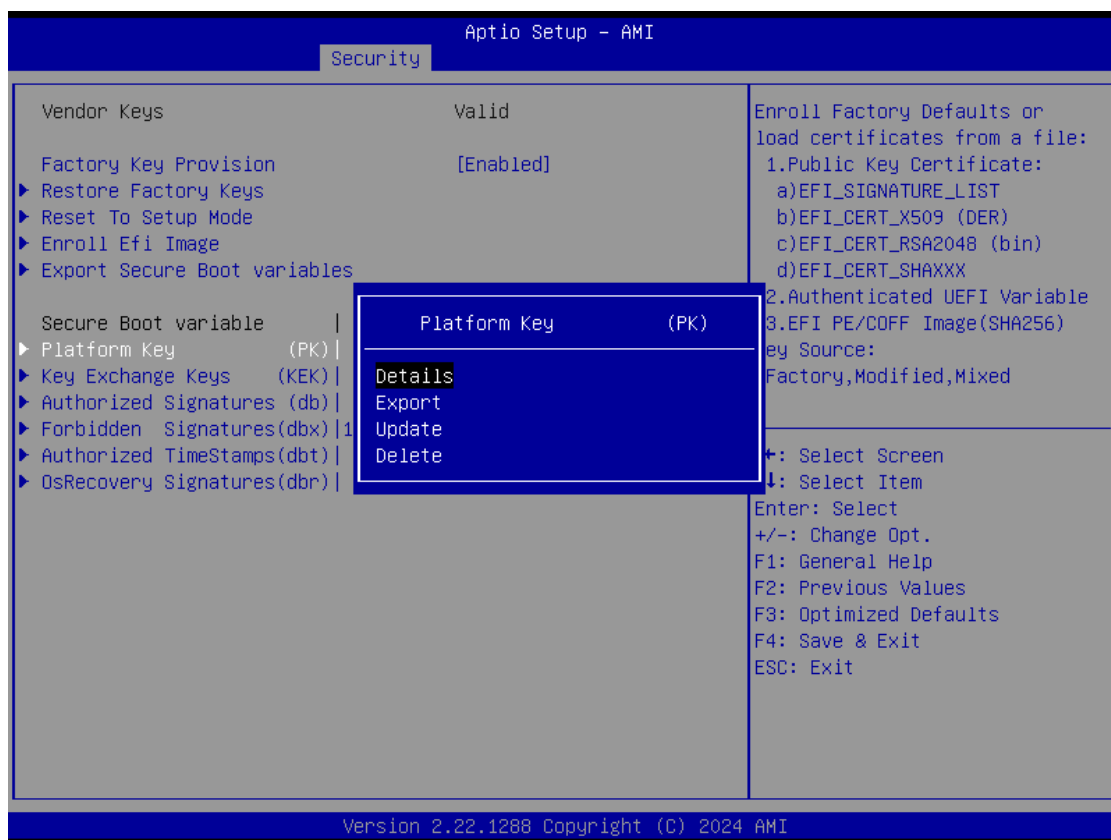 Aptio Setup – AMI
Security
Vendor Keys Valid
Factory Key Provision [Enabled]
▶ Restore Factory Keys
▶ Reset To Setup Mode
▶ Enroll Efi Image
▶ Export Secure Boot variables
Secure Boot variable |
▶ Platform Key (PK)|
▶ Key Exchange Keys (KEK)|
▶ Authorized Signatures (db)|
▶ Forbidden Signatures(dbx)|1
▶ Authorized TimeStamps(dbt)|
▶ OsRecovery Signatures(dbr)|
Platform Key (PK)
Details
Export
Update
Delete
Enroll Factory Defaults or
load certificates from a file:
1.Public Key Certificate:
a)EFI_SIGNATURE_LIST
b)EFI_CERT_X509 (DER)
c)EFI_CERT_RSA2048 (bin)
d)EFI_CERT_SHAXXX
2.Authenticated UEFI Variable
3.EFI PE/COFF Image(SHA256)
ey Source:
Factory,Modified,Mixed
: Select Screen
↓: Select Item
Enter: Select
+/-: Change Opt.
F1: General Help
F2: Previous Values
F3: Optimized Defaults
F4: Save & Exit
ESC: Exit
Version 2.22.1288 Copyright (C) 2024 AMI